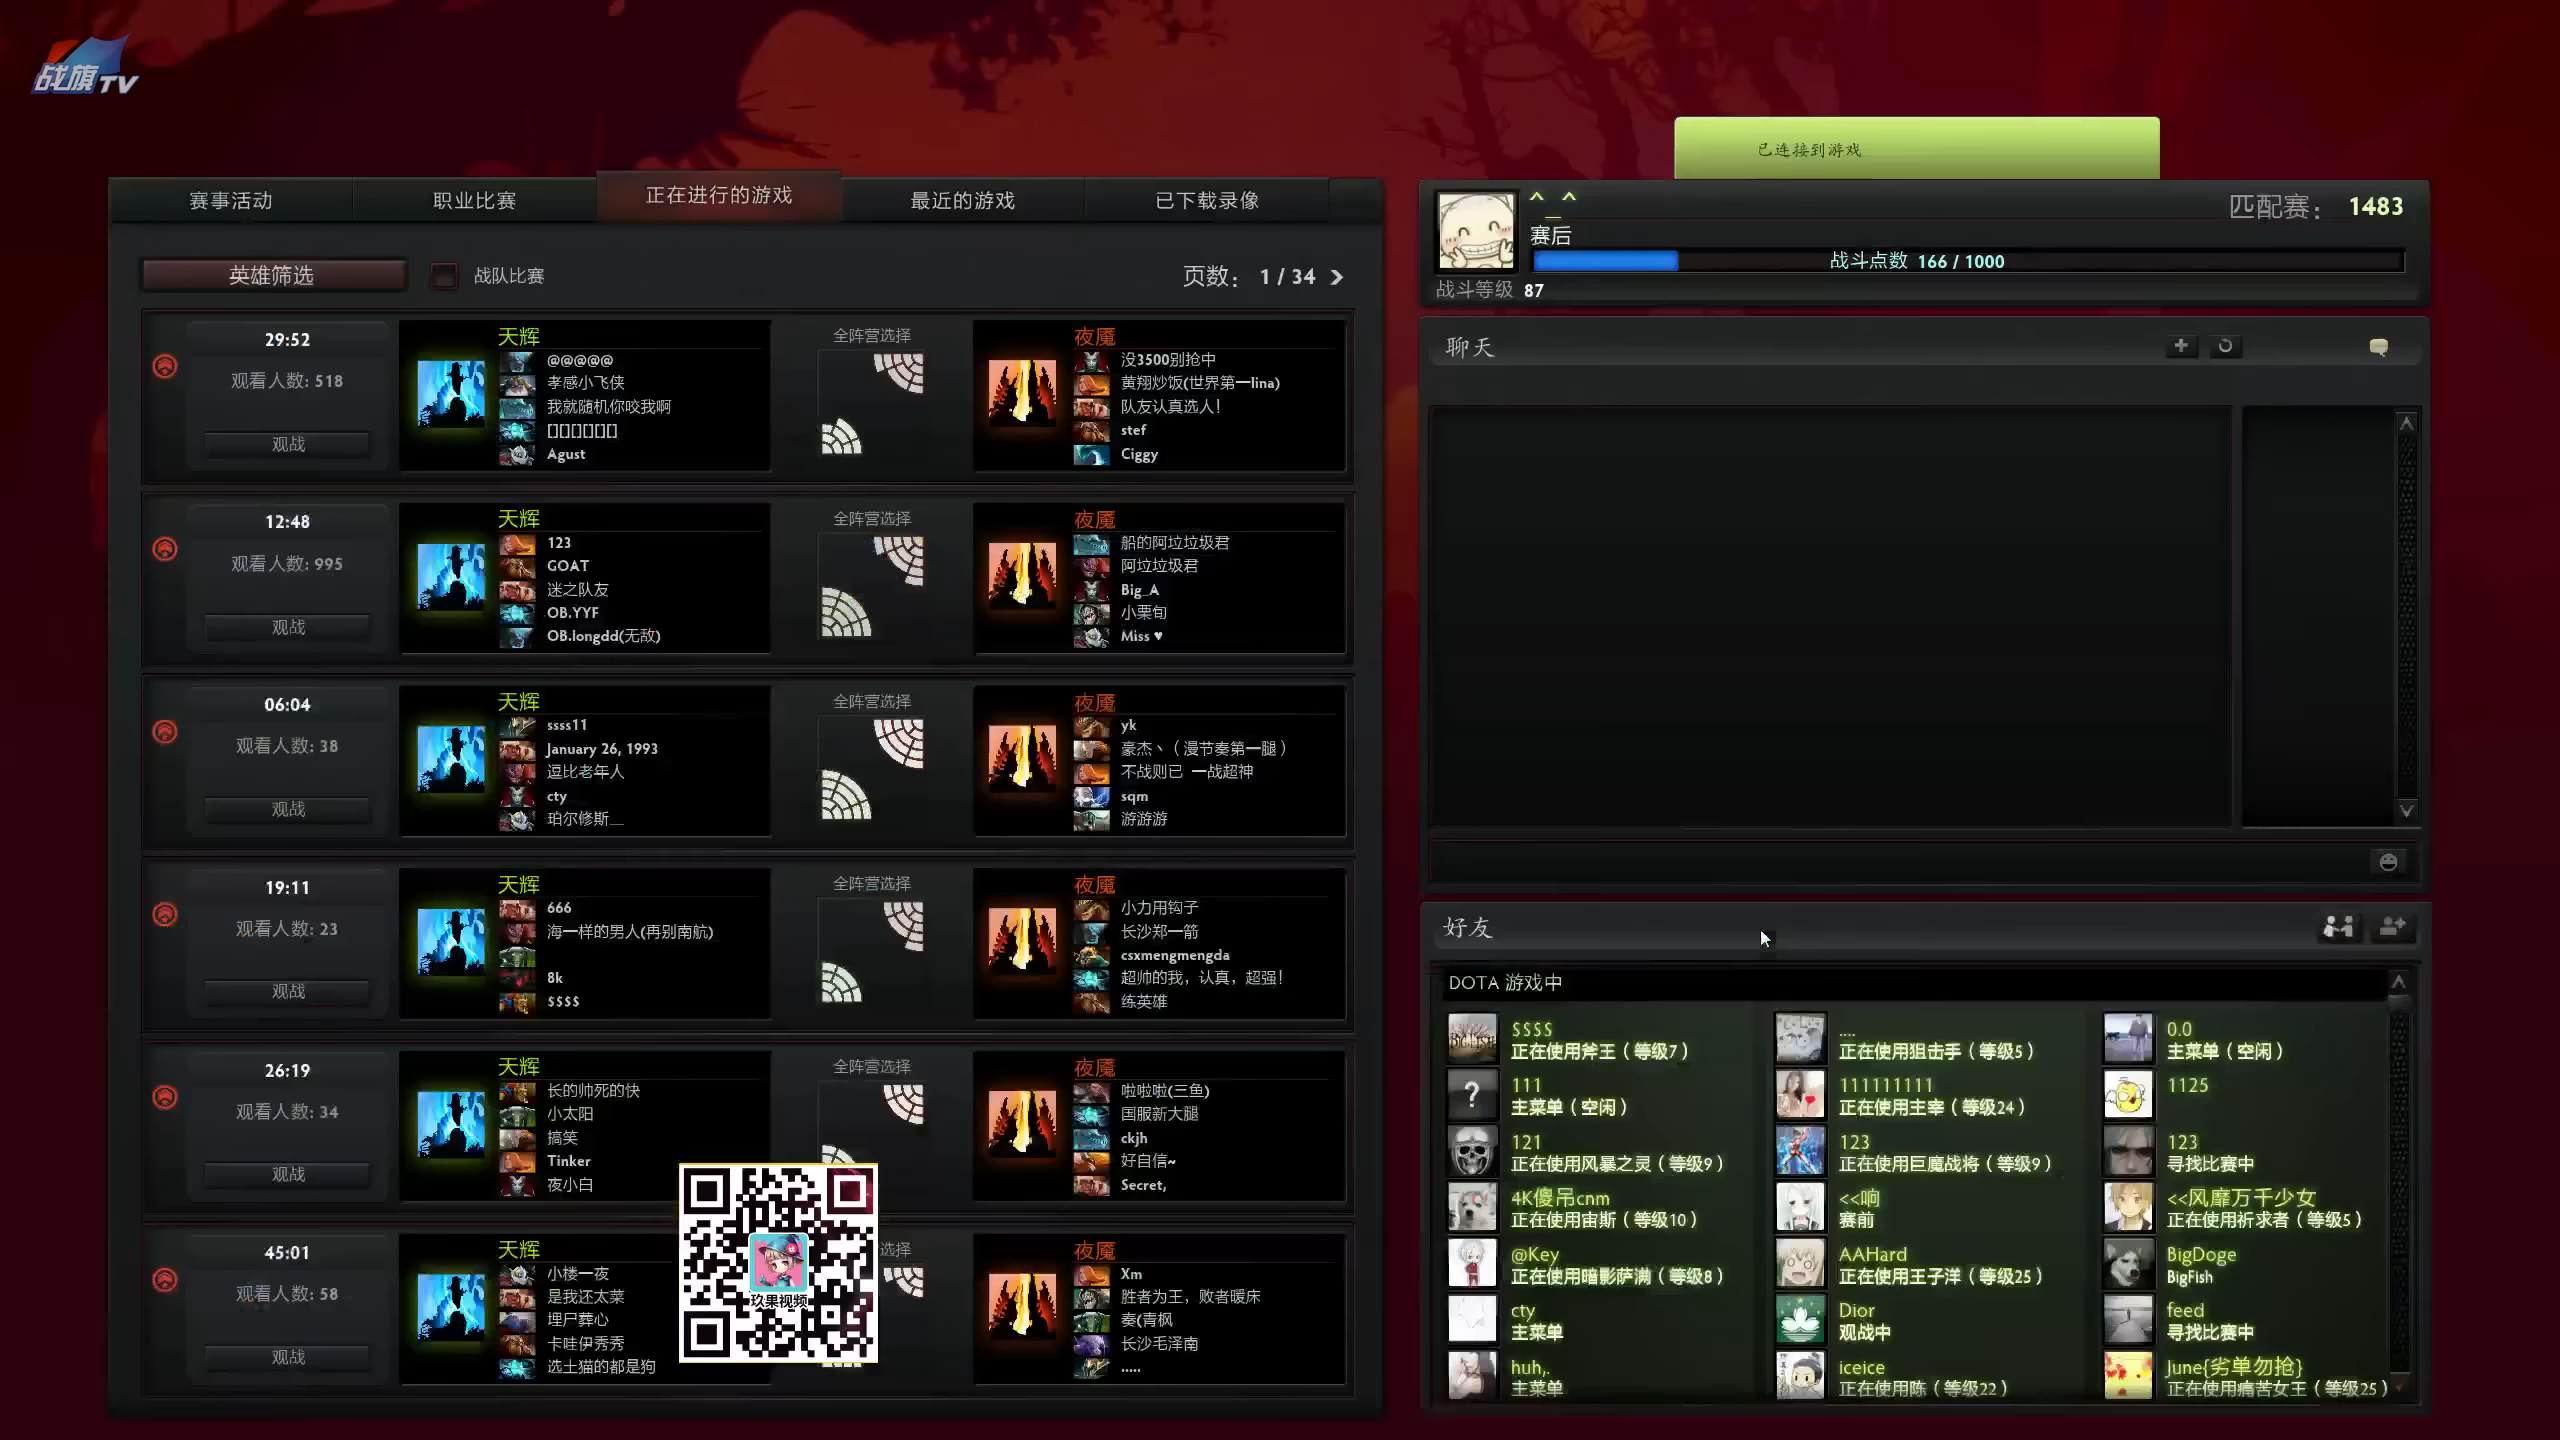 战旗TV
已连接到游戏
赛事活动
职业比赛
正在进行的游戏
最近的游戏
已下载录像
英雄筛选
战队比赛
页数： 1 / 34
29:52
观看人数: 518
观战
天辉
@@@@@
孝感小飞侠
我就随机你咬我啊
[][][][][][]
Agust
全阵营选择
夜魇
没3500别抢中
黄翔炒饭(世界第一lina)
队友认真选人！
stef
Ciggy
12:48
观看人数: 995
观战
天辉
123
GOAT
迷之队友
OB.YYF
OB.longdd(无敌)
全阵营选择
夜魇
船的阿垃垃圾君
阿垃垃圾君
Big_A
小栗旬
Miss ♥
06:04
观看人数: 38
观战
天辉
ssss11
January 26, 1993
逗比老年人
cty
珀尔修斯__
全阵营选择
夜魇
yk
豪杰丶（漫节奏第一腿）
不战则已 一战超神
sqm
游游游
19:11
观看人数: 23
观战
天辉
666
海一样的男人(再别南航)
8k
$$$$
全阵营选择
夜魇
小力用钩子
长沙郑一箭
csxmengmengda
超帅的我，认真，超强！
练英雄
26:19
观看人数: 34
观战
天辉
长的帅死的快
小太阳
搞笑
Tinker
夜小白
全阵营选择
夜魇
啦啦啦(三鱼)
国服新大腿
ckjh
好自信~
Secret,
45:01
观看人数: 58
观战
天辉
小楼一夜
是我还太菜
埋尸葬心
卡哇伊秀秀
选土猫的都是狗
选择
夜魇
Xm
胜者为王，败者暖床
奏(青枫
长沙毛泽南
.....
玖果视频
^_^
赛后
匹配赛： 1483
战斗点数 166 / 1000
战斗等级 87
聊天
好友
DOTA 游戏中
$$$$
正在使用斧王（等级7）
....
正在使用狙击手（等级5）
0.0
主菜单（空闲）
111
主菜单（空闲）
111111111
正在使用主宰（等级24）
1125
121
正在使用风暴之灵（等级9）
123
正在使用巨魔战将（等级9）
123
寻找比赛中
4K傻吊cnm
正在使用宙斯（等级10）
<<响
赛前
<<风靡万千少女
正在使用祈求者（等级5）
@Key
正在使用暗影萨满（等级8）
AAHard
正在使用王子洋（等级25）
BigDoge
BigFish
cty
主菜单
Dior
观战中
feed
寻找比赛中
huh,.
主菜单
iceice
正在使用陈（等级22）
June{劣单勿抢}
正在使用痛苦女王（等级25）